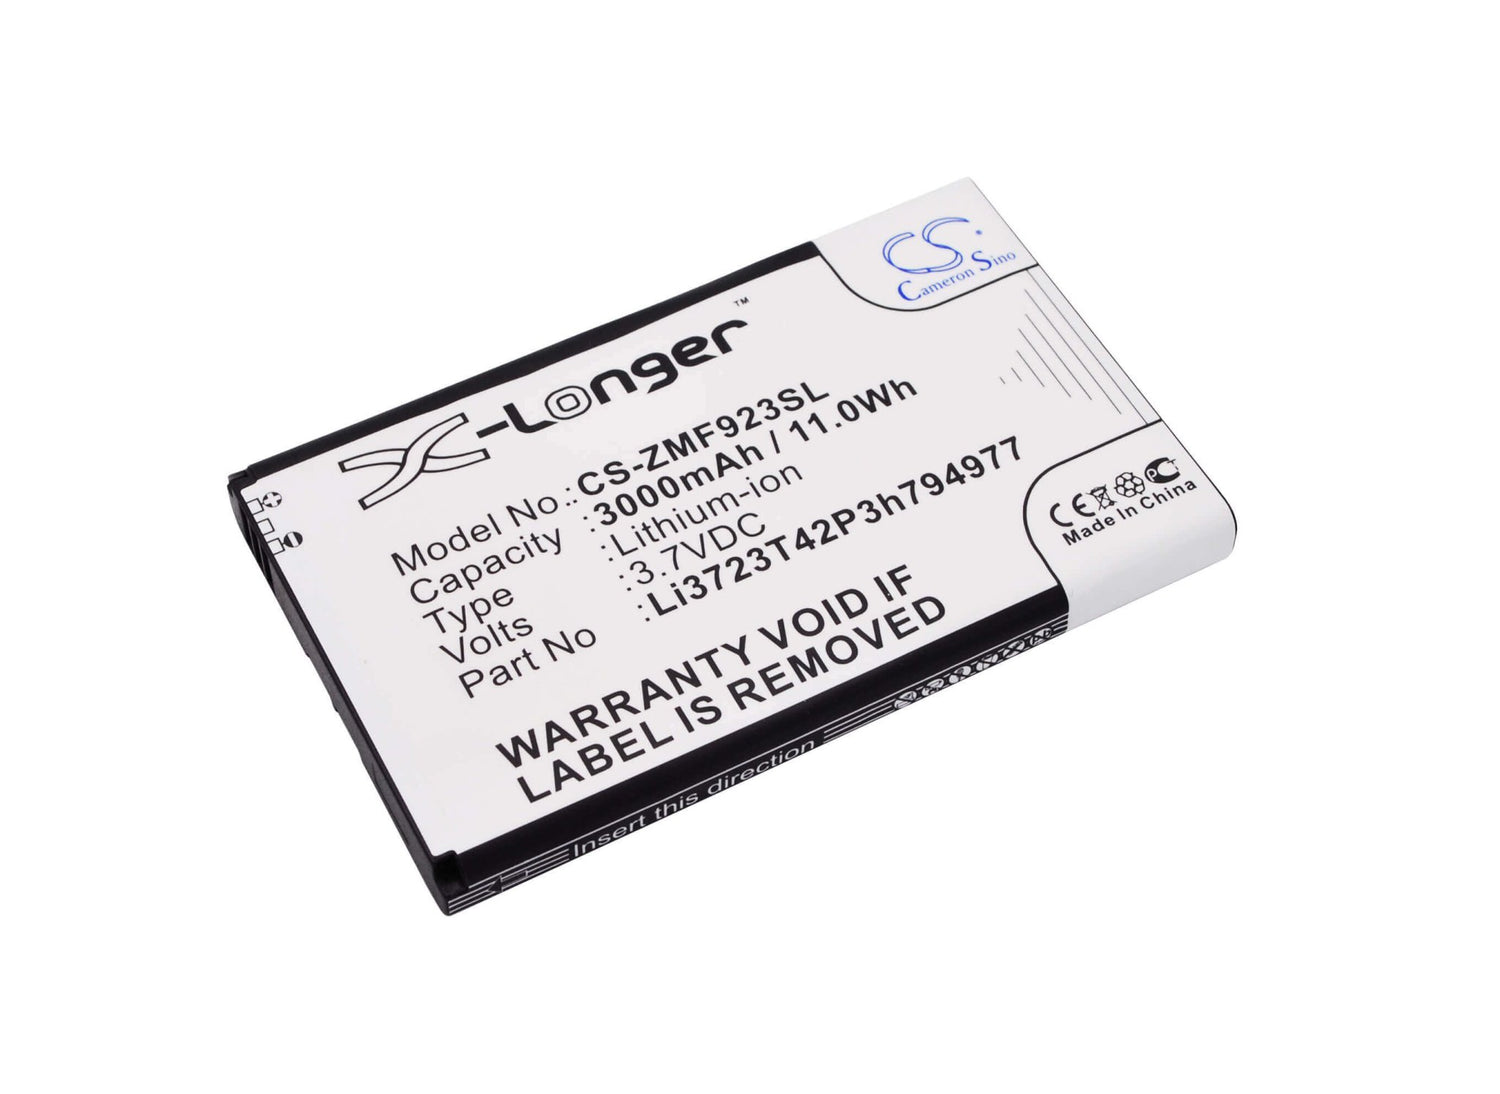 CS
Cameron Sino
X-Longer™
Model No.: CS-ZMF923SL
Capacity : 3000mAh / 11.0Wh
Type : Lithium-ion
Volts : 3.7VDC
Part No : Li3723T42P3h794977
WARRANTY VOID IF
LABEL IS REMOVED
CE
Made in China
Insert this direction